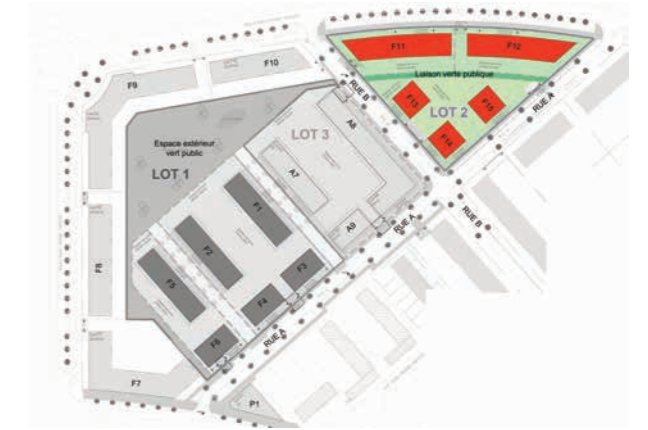 F11
F12
F10
F9
RUE B
RUE A
Liaison verte publique
F13
F15
LOT 2
F14
A8
Espace extérieur
vert public
LOT 3
LOT 1
A7
F1
RUE B
A9
RUE A
F2
F3
F8
F5
F4
F6
RUE A
F7
P1